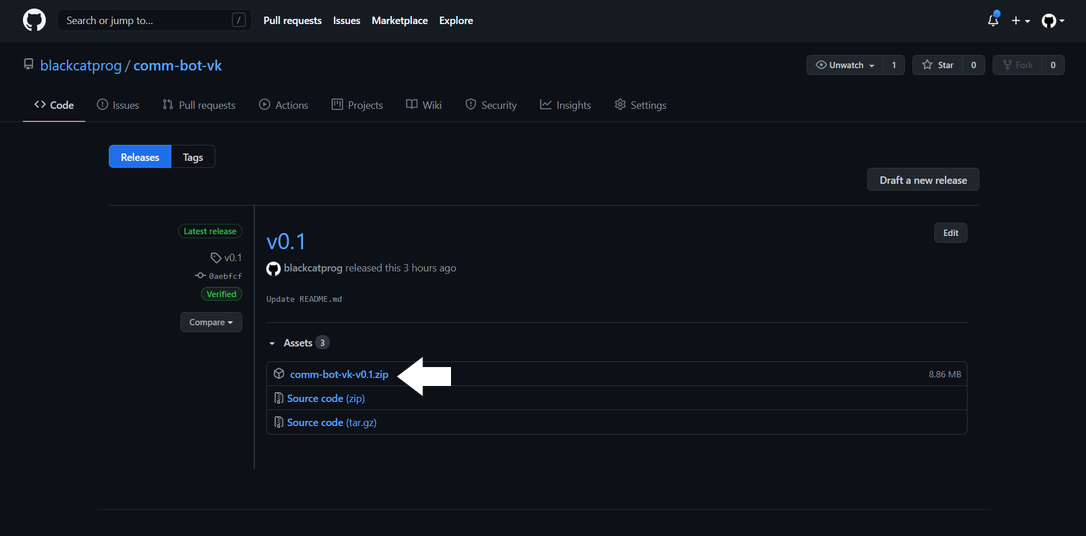 Search or jump to... / Pull requests Issues Marketplace Explore
blackcatprog / comm-bot-vk Unwatch 1 Star 0 Fork 0
Code Issues Pull requests Actions Projects Wiki Security Insights Settings
Releases Tags
Draft a new release
Latest release
v0.1 Edit
v0.1
blackcatprog released this 3 hours ago
0aebfcf
Verified
Update README.md
Compare
Assets 3
comm-bot-vk-v0.1.zip 8.86 MB
Source code (zip)
Source code (tar.gz)